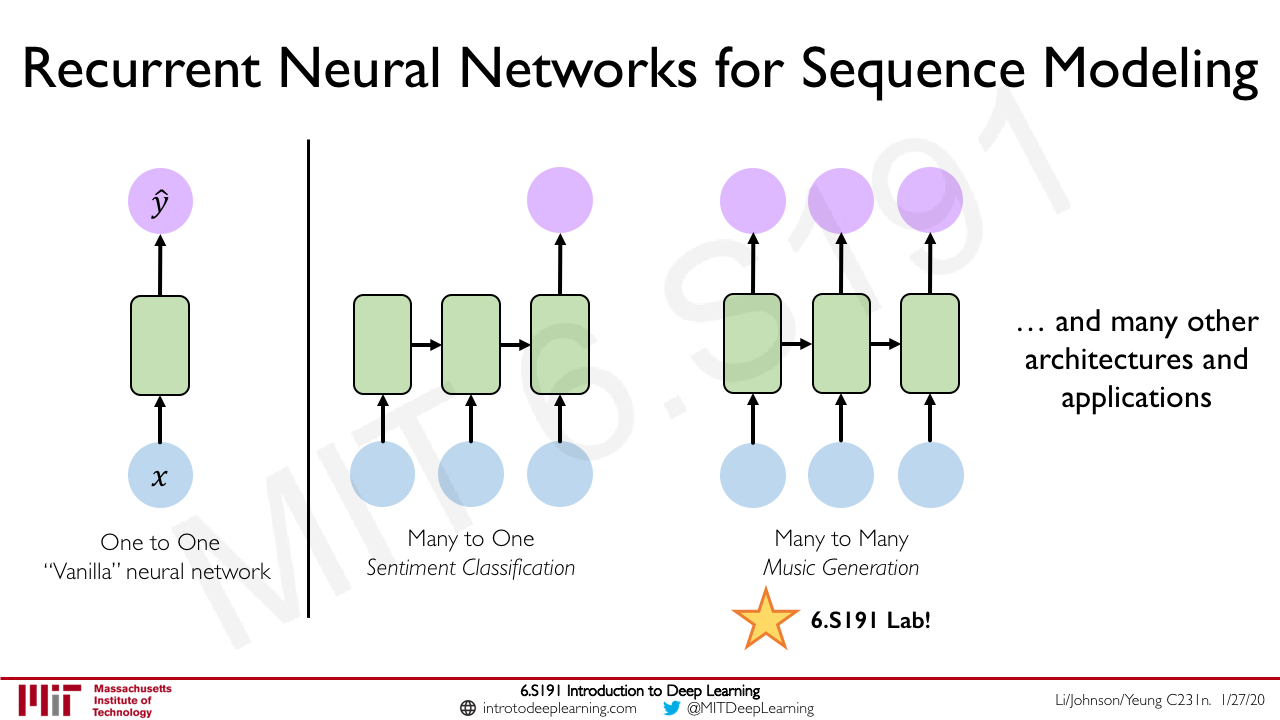 Recurrent Neural Networks for Sequence Modeling
ŷ
x
One to One
“Vanilla” neural network
Many to One
Sentiment Classification
Many to Many
Music Generation
6.S191 Lab!
… and many other
architectures and
applications
MIT 6.S191
Massachusetts
Institute of
Technology
6.S191 Introduction to Deep Learning
introtodeeplearning.com @MITDeepLearning
Li/Johnson/Yeung C231n. 1/27/20